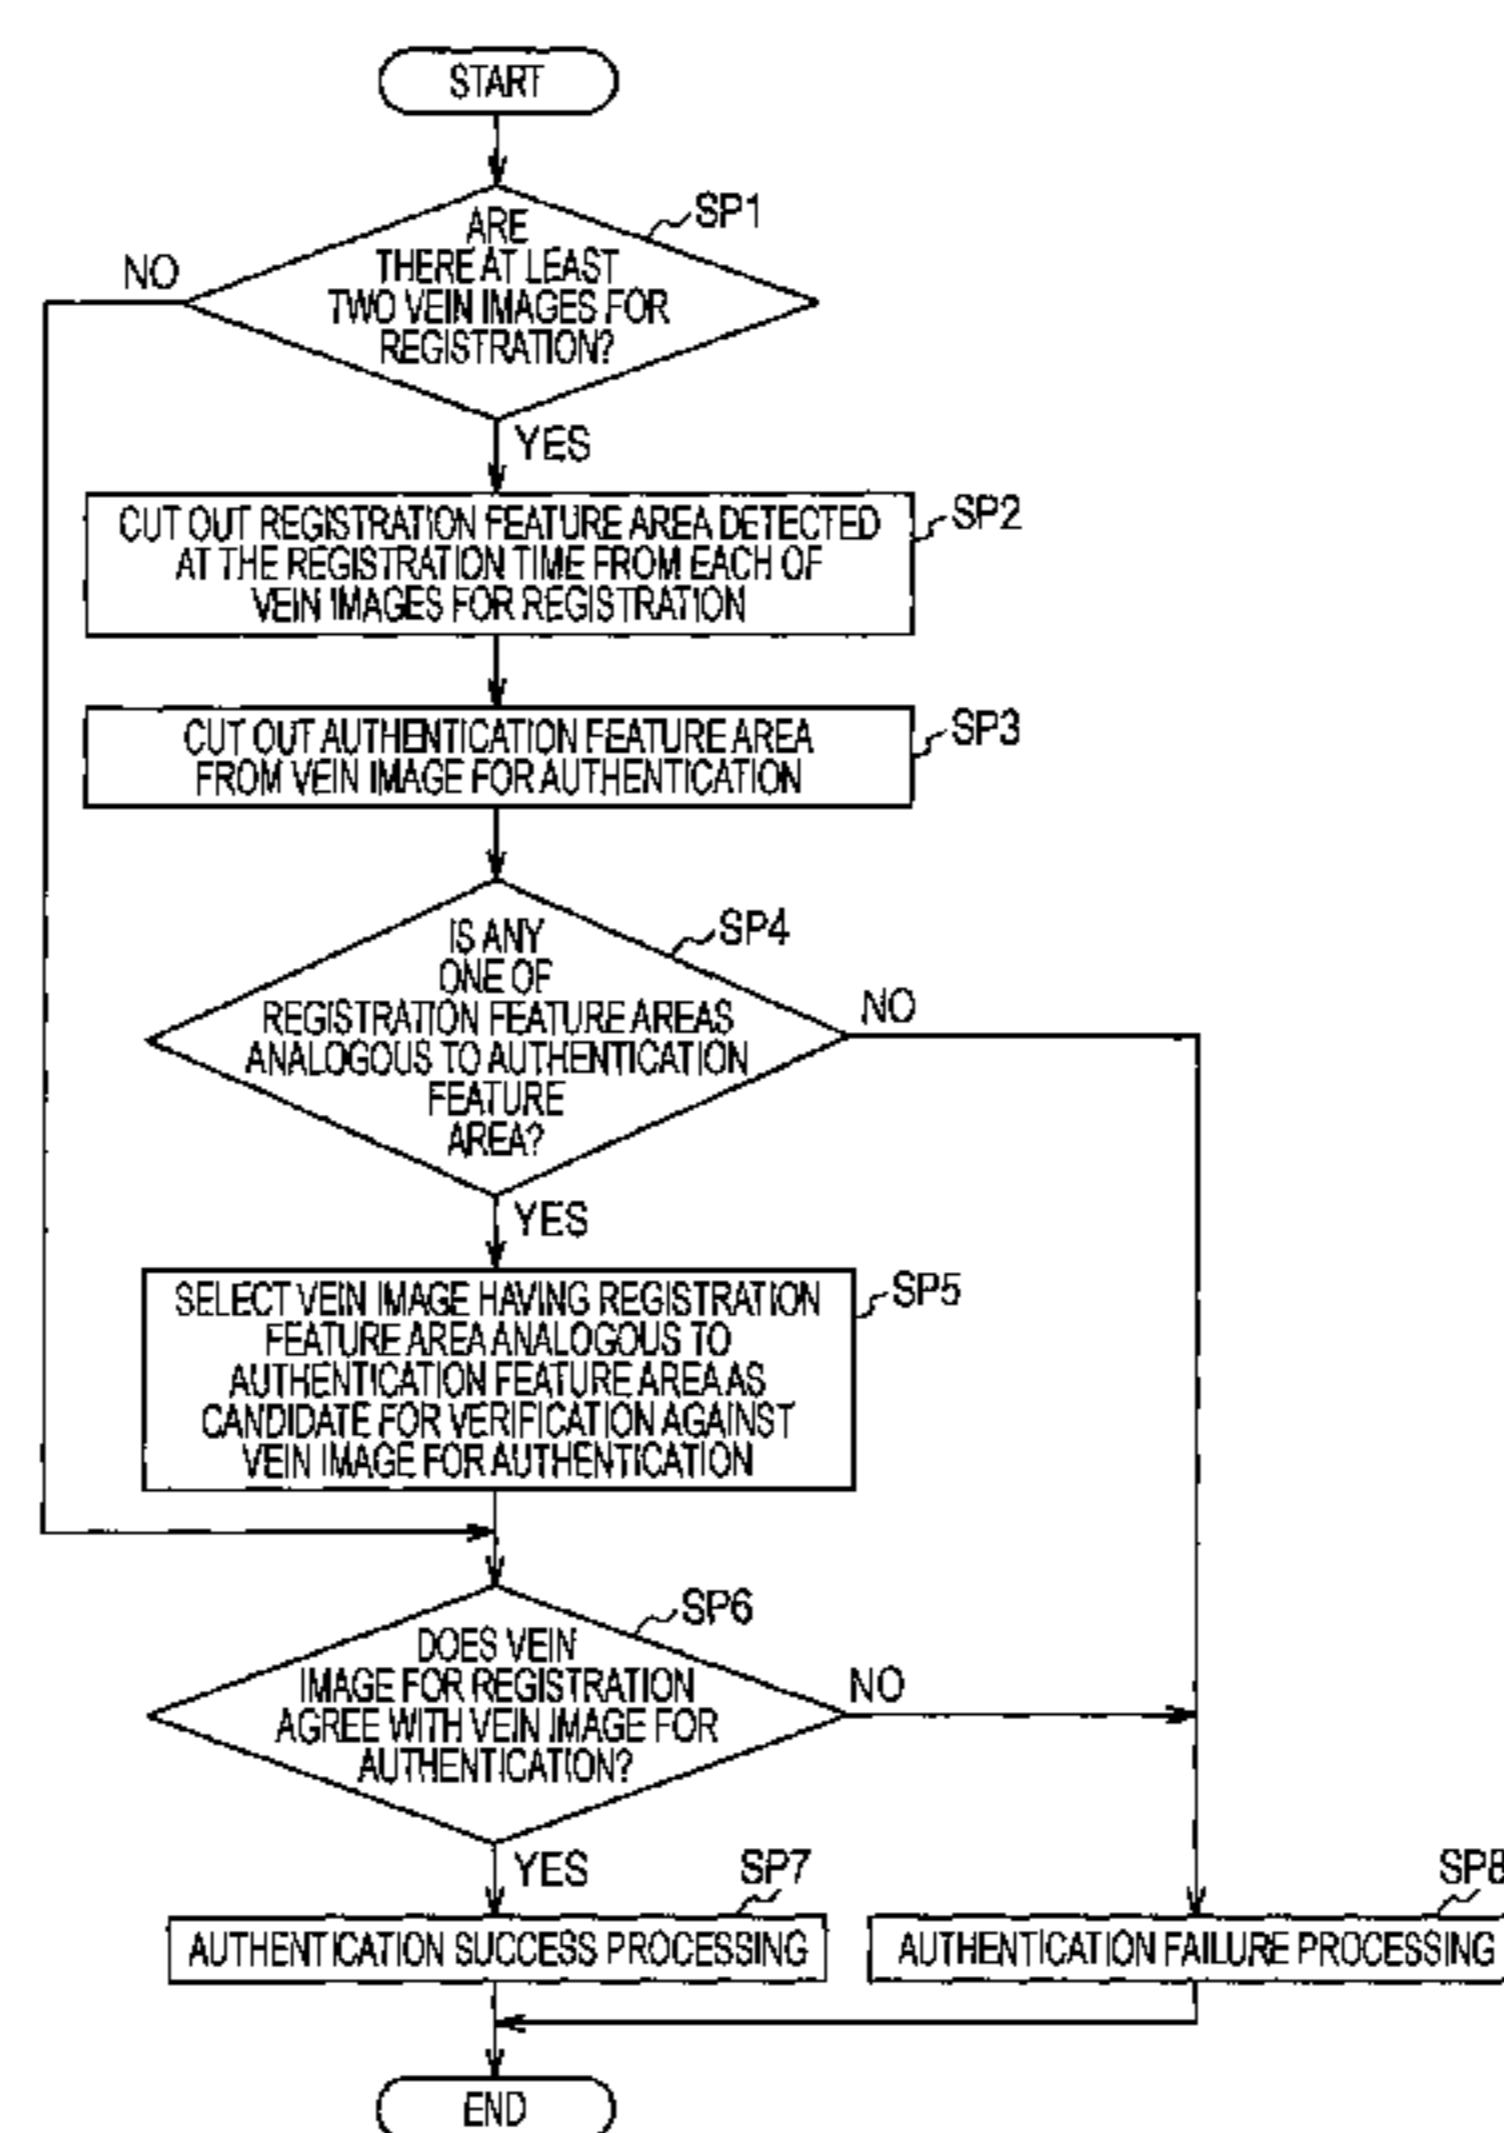 START
SP1
ARE
THERE AT LEAST
TWO VEIN IMAGES FOR
REGISTRATION?
NO
YES
SP2
CUT OUT REGISTRATION FEATURE AREA DETECTED
AT THE REGISTRATION TIME FROM EACH OF
VEIN IMAGES FOR REGISTRATION
SP3
CUT OUT AUTHENTICATION FEATURE AREA
FROM VEIN IMAGE FOR AUTHENTICATION
SP4
IS ANY
ONE OF
REGISTRATION FEATURE AREAS
ANALOGOUS TO AUTHENTICATION
FEATURE
AREA?
NO
YES
SP5
SELECT VEIN IMAGE HAVING REGISTRATION
FEATURE AREA ANALOGOUS TO
AUTHENTICATION FEATURE AREA AS
CANDIDATE FOR VERIFICATION AGAINST
VEIN IMAGE FOR AUTHENTICATION
SP6
DOES VEIN
IMAGE FOR REGISTRATION
AGREE WITH VEIN IMAGE FOR
AUTHENTICATION?
NO
YES
SP7
AUTHENTICATION SUCCESS PROCESSING
SP8
AUTHENTICATION FAILURE PROCESSING
END